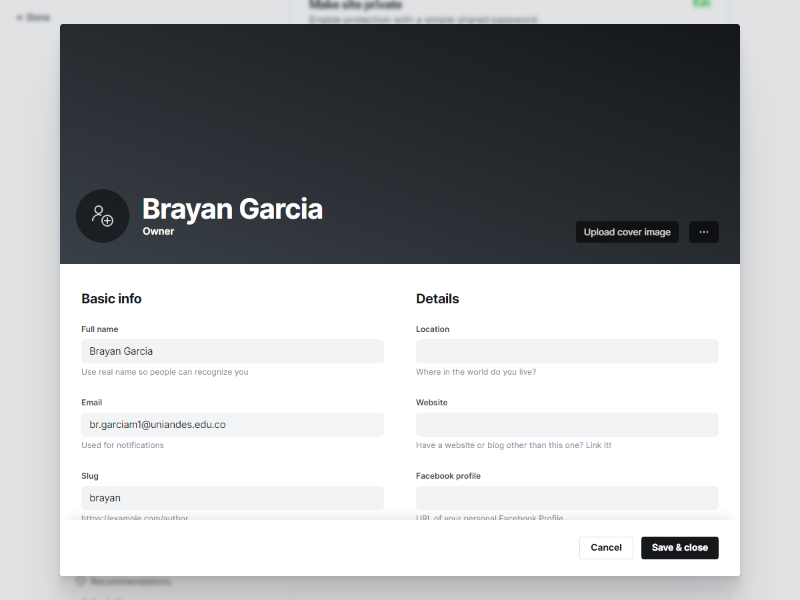 Done
Make site private
Edit
Enable protection with a simple shared password.
Brayan Garcia
Owner
Upload cover image
Basic info
Details
Full name
Location
Brayan Garcia
Use real name so people can recognize you
Where in the world do you live?
Email
Website
br.garciam1@uniandes.edu.co
Used for notifications
Have a website or blog other than this one? Link it!
Slug
Facebook profile
brayan
https://example.com/author
URL of your personal Facebook Profile
Cancel
Save & close
Recommendations